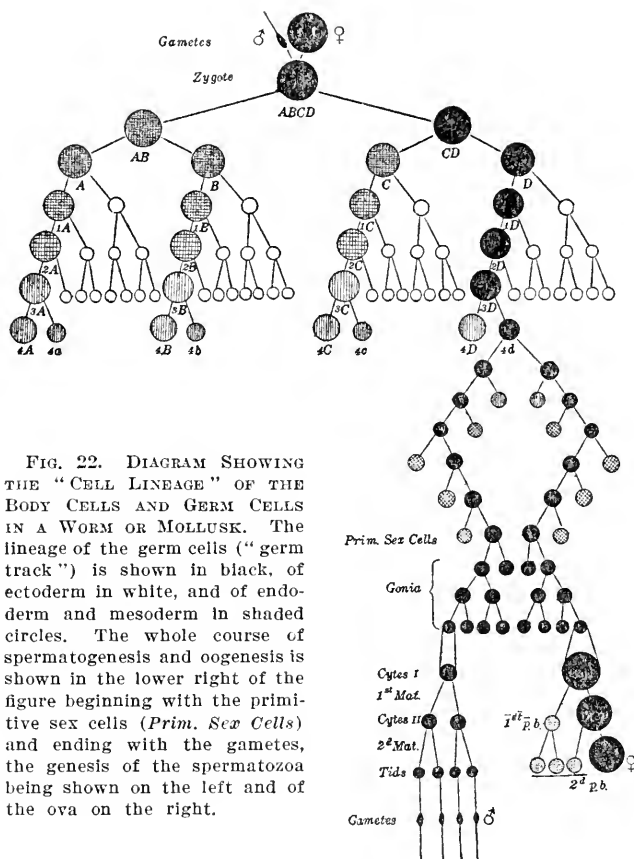 Gametes ♂ ♀
Zygote
ABCD
AB CD
A B C D
1A 1B 1C 1D
2A 2B 2C 2D
3A 3B 3C 3D
4A 4a 4B 4b 4C 4c 4D 4d
FIG. 22. DIAGRAM SHOWING
THE "CELL LINEAGE" OF THE
BODY CELLS AND GERM CELLS
IN A WORM OR MOLLUSK. The
lineage of the germ cells ("germ
track") is shown in black, of
ectoderm in white, and of endo-
derm and mesoderm in shaded
circles. The whole course of
spermatogenesis and oogenesis is
shown in the lower right of the
figure beginning with the primi-
tive sex cells (Prim. Sex Cells)
and ending with the gametes,
the genesis of the spermatozoa
being shown on the left and of
the ova on the right.
Prim. Sex Cells
Gonia
Cytes I
1st Mat.
Cytes II
1st p.b.
2d Mat.
Tids
2d p.b. ♀
Gametes ♂